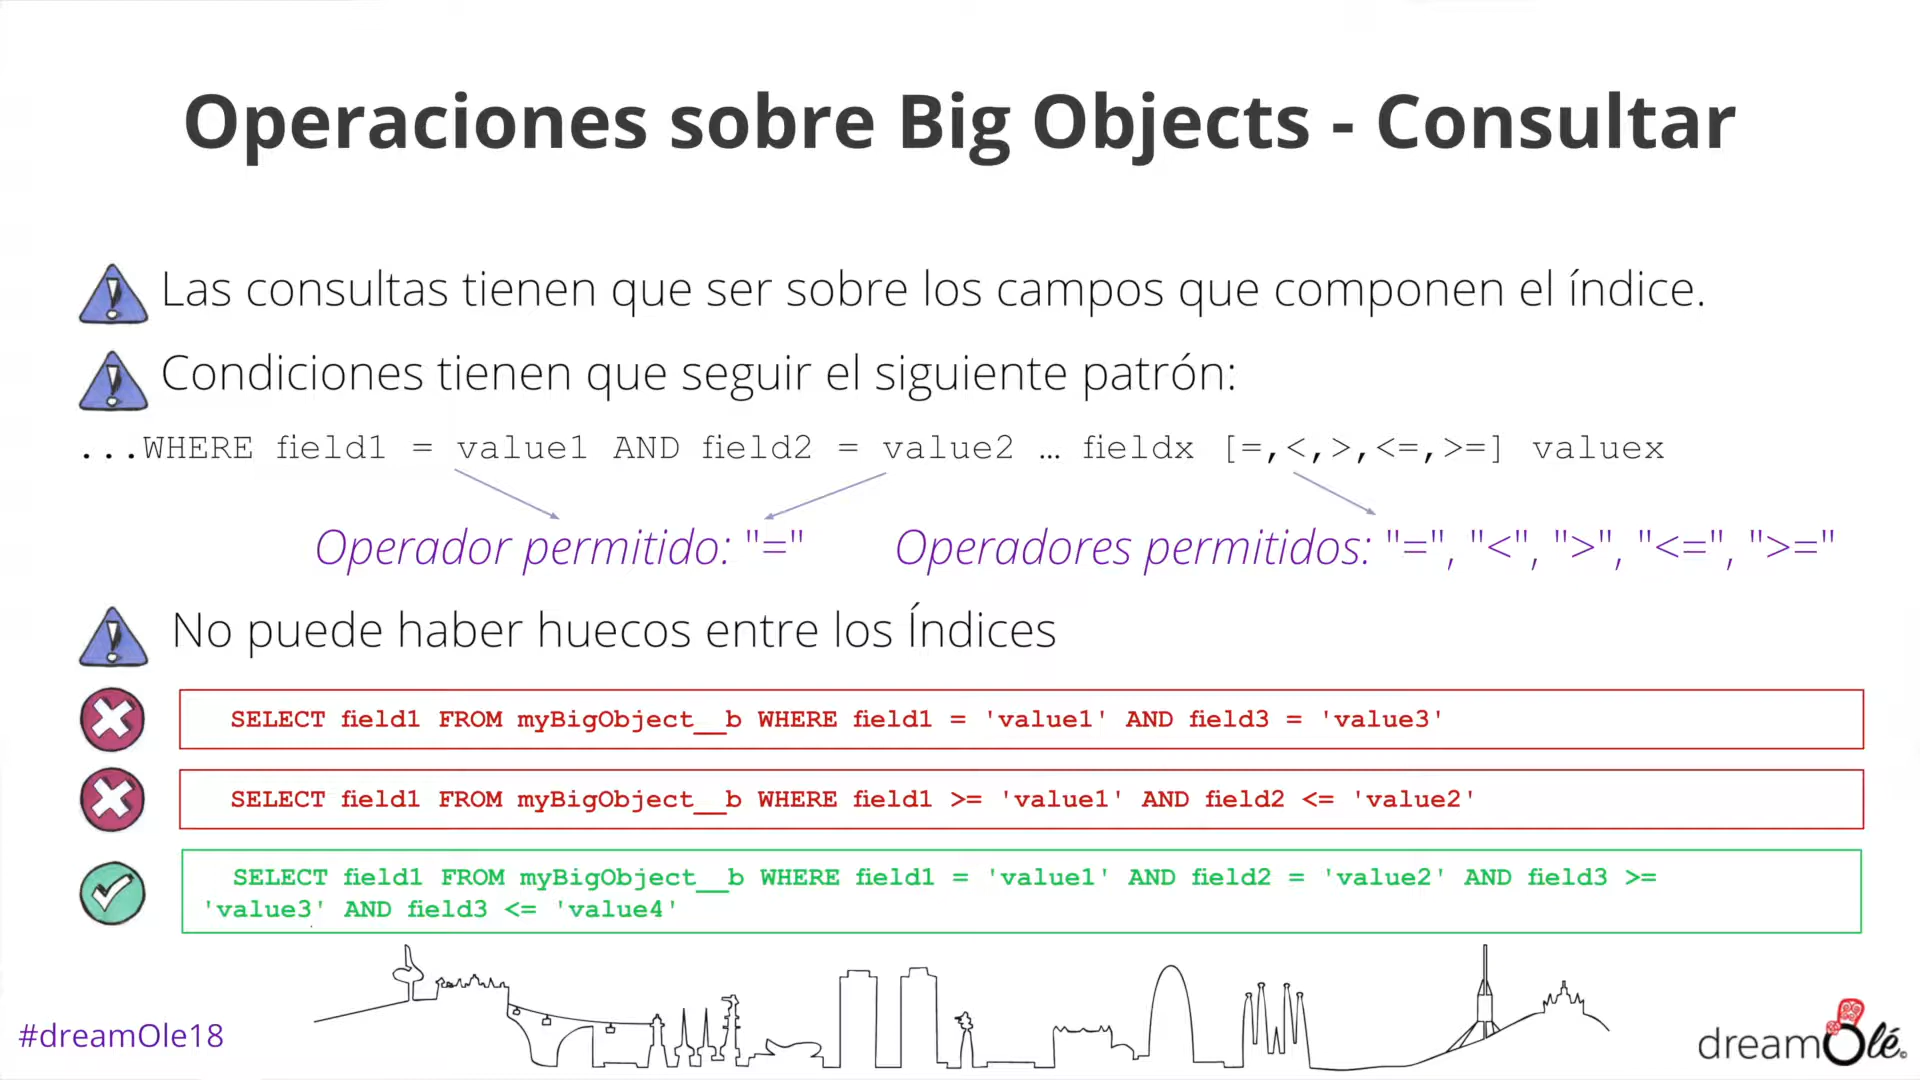 Operaciones sobre Big Objects - Consultar
Las consultas tienen que ser sobre los campos que componen el índice.
Condiciones tienen que seguir el siguiente patrón:
...WHERE field1 = value1 AND field2 = value2 … fieldx [=,<,>,<=,>=] valuex
Operador permitido: "=" Operadores permitidos: "=", "<", ">", "<=", ">="
No puede haber huecos entre los Índices
SELECT field1 FROM myBigObject__b WHERE field1 = 'value1' AND field3 = 'value3'
SELECT field1 FROM myBigObject__b WHERE field1 >= 'value1' AND field2 <= 'value2'
SELECT field1 FROM myBigObject__b WHERE field1 = 'value1' AND field2 = 'value2' AND field3 >=
'value3' AND field3 <= 'value4'
#dreamOle18
dreamOlé